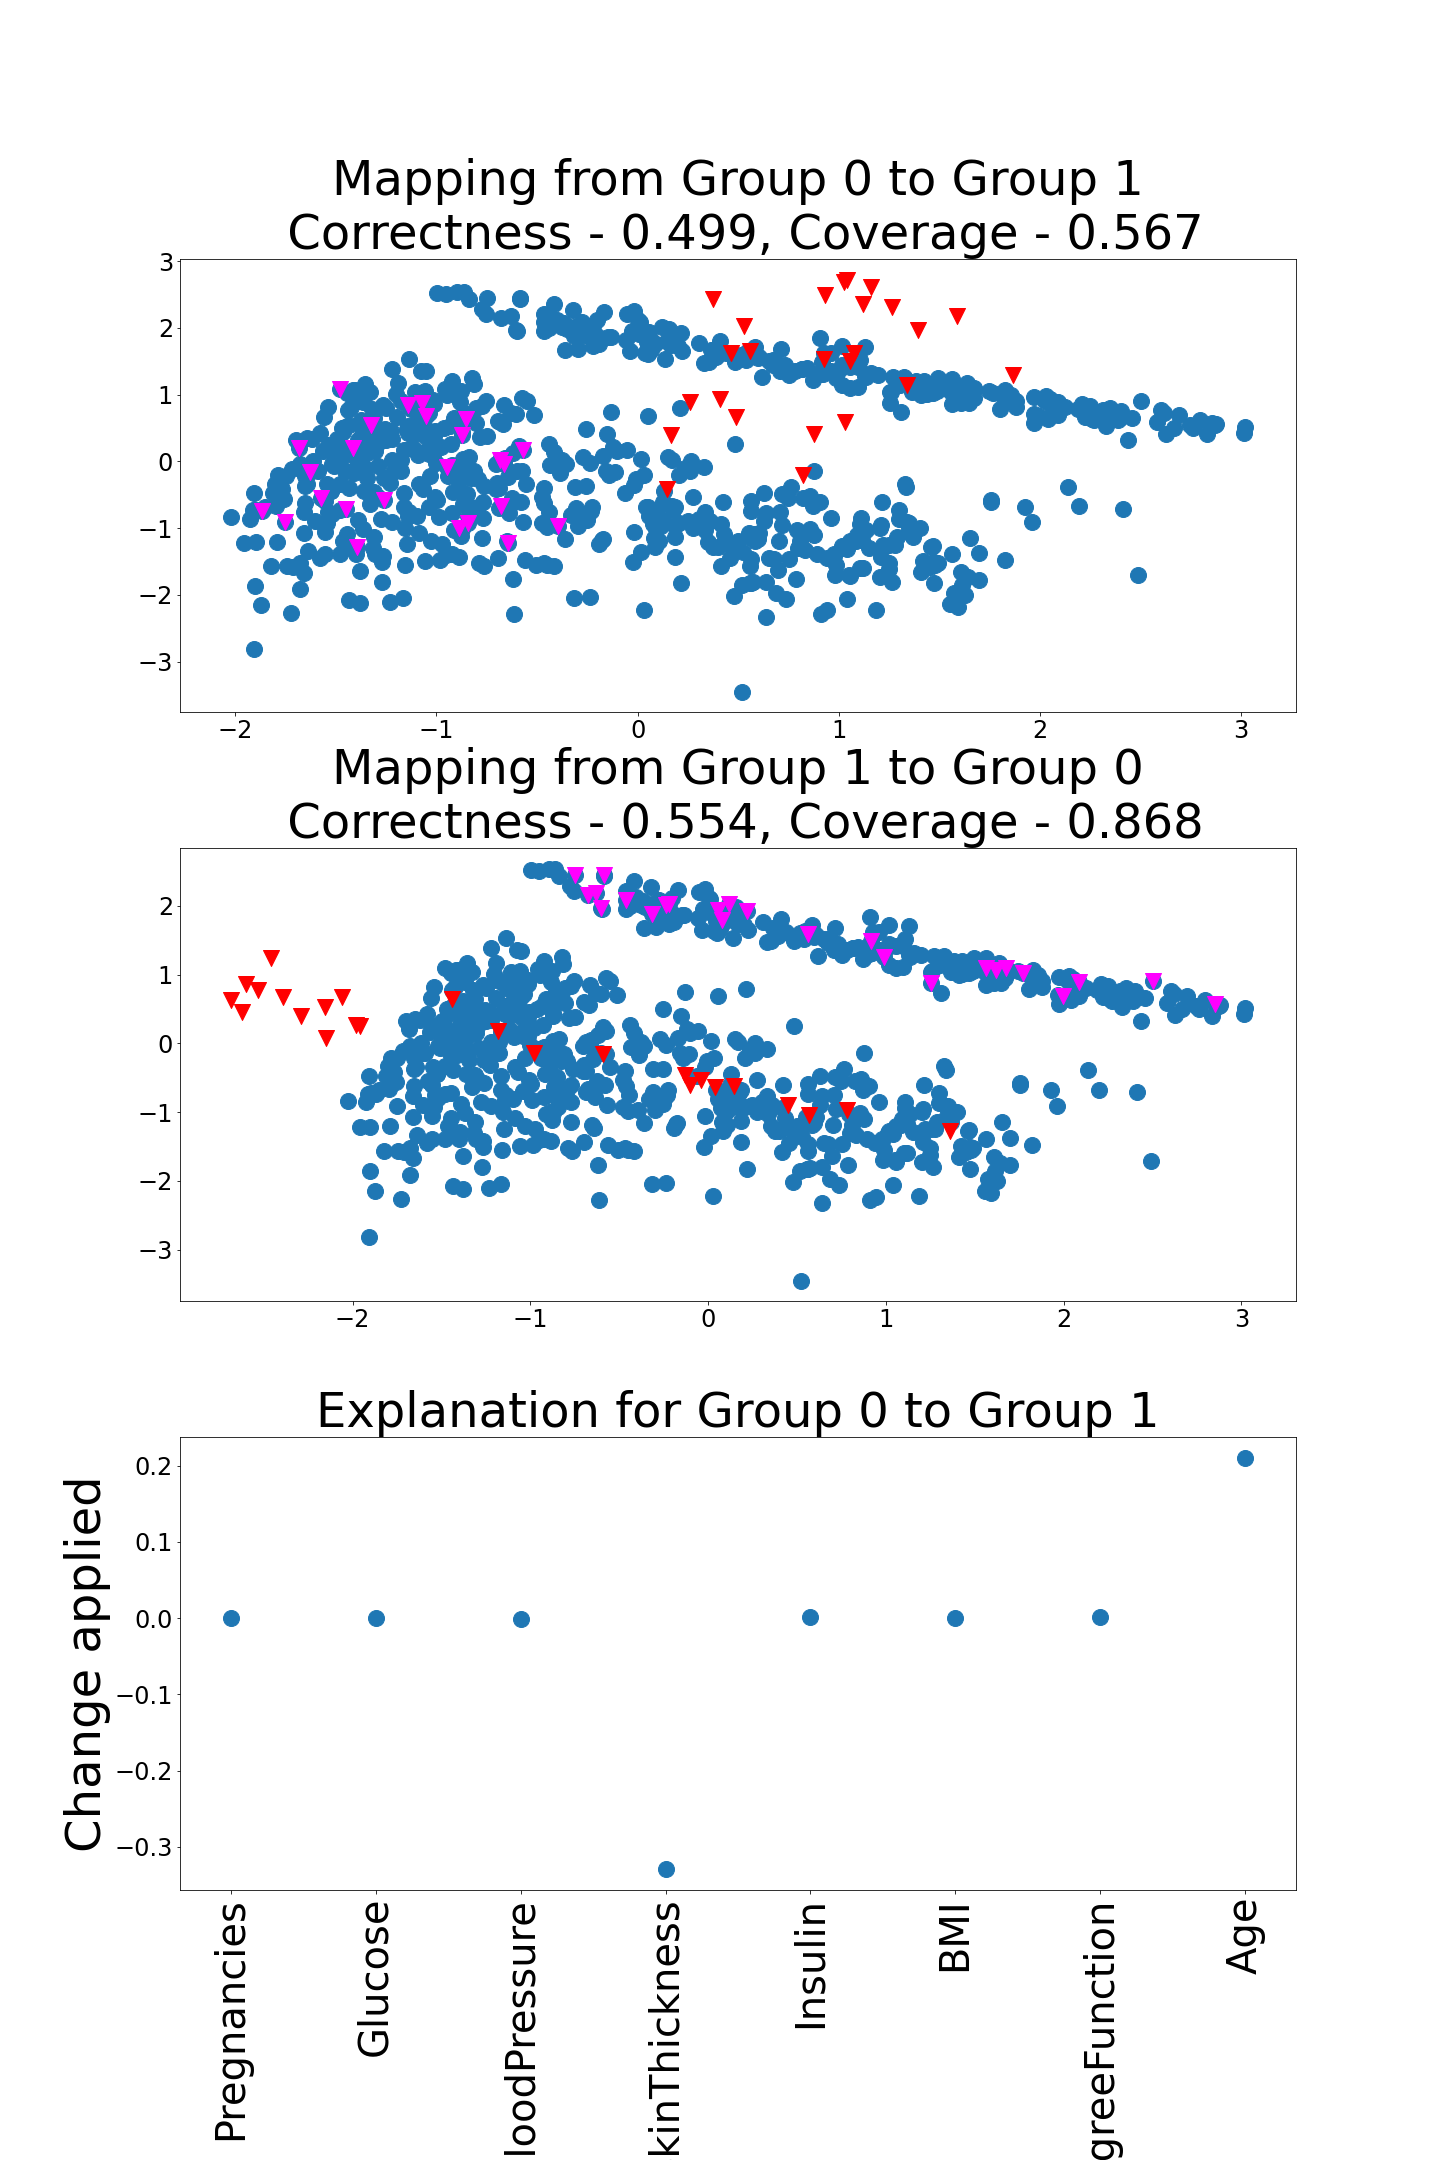 Mapping from Group 0 to Group 1
Correctness - 0.499, Coverage - 0.567
3
2
1
0
−1
−2
−3
−2 −1 0 1 2 3
Mapping from Group 1 to Group 0
Correctness - 0.554, Coverage - 0.868
2
1
0
−1
−2
−3
−2 −1 0 1 2 3
Explanation for Group 0 to Group 1
Change applied
0.2
0.1
0.0
−0.1
−0.2
−0.3
Pregnancies
Glucose
loodPressure
kinThickness
Insulin
BMI
greeFunction
Age